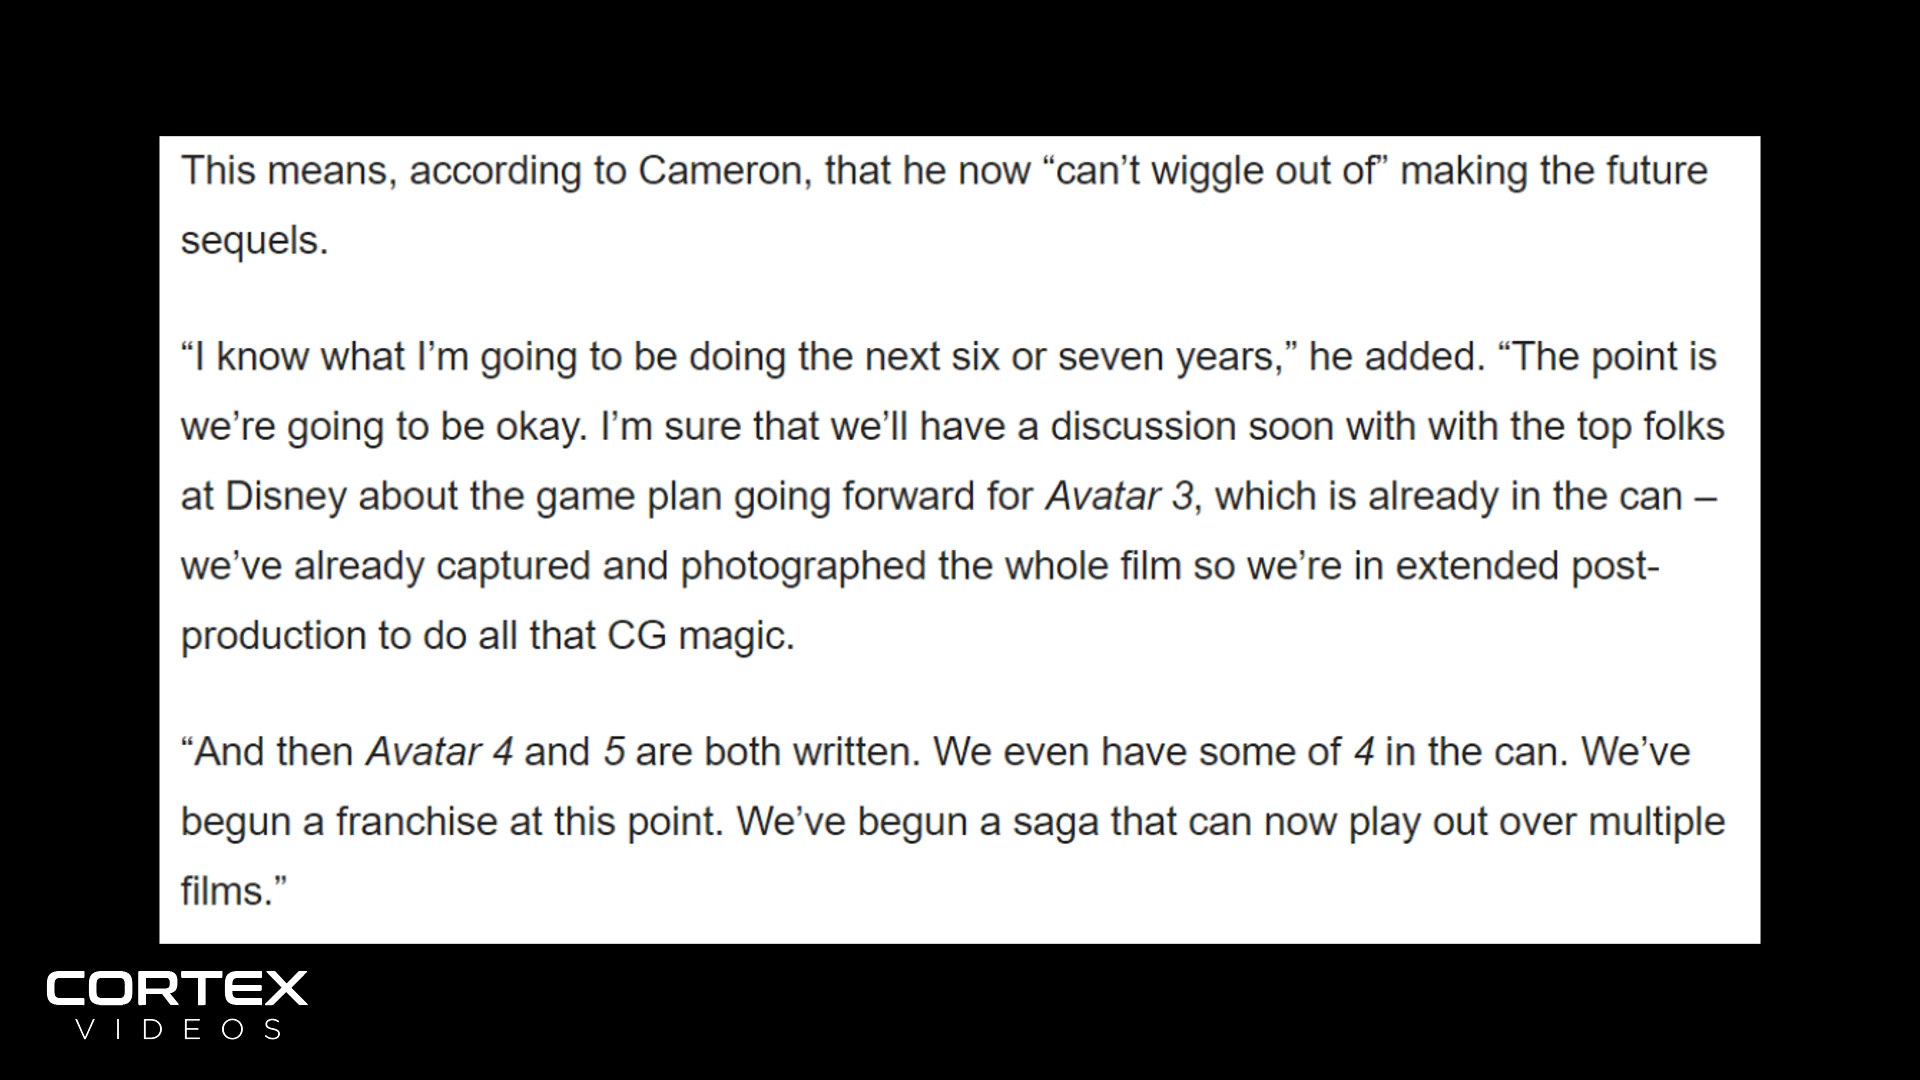 This means, according to Cameron, that he now “can’t wiggle out of” making the future
sequels.
“I know what I’m going to be doing the next six or seven years,” he added. “The point is
we’re going to be okay. I’m sure that we’ll have a discussion soon with with the top folks
at Disney about the game plan going forward for Avatar 3, which is already in the can –
we’ve already captured and photographed the whole film so we’re in extended post-
production to do all that CG magic.
“And then Avatar 4 and 5 are both written. We even have some of 4 in the can. We’ve
begun a franchise at this point. We’ve begun a saga that can now play out over multiple
films.”
CORTEX
VIDEOS